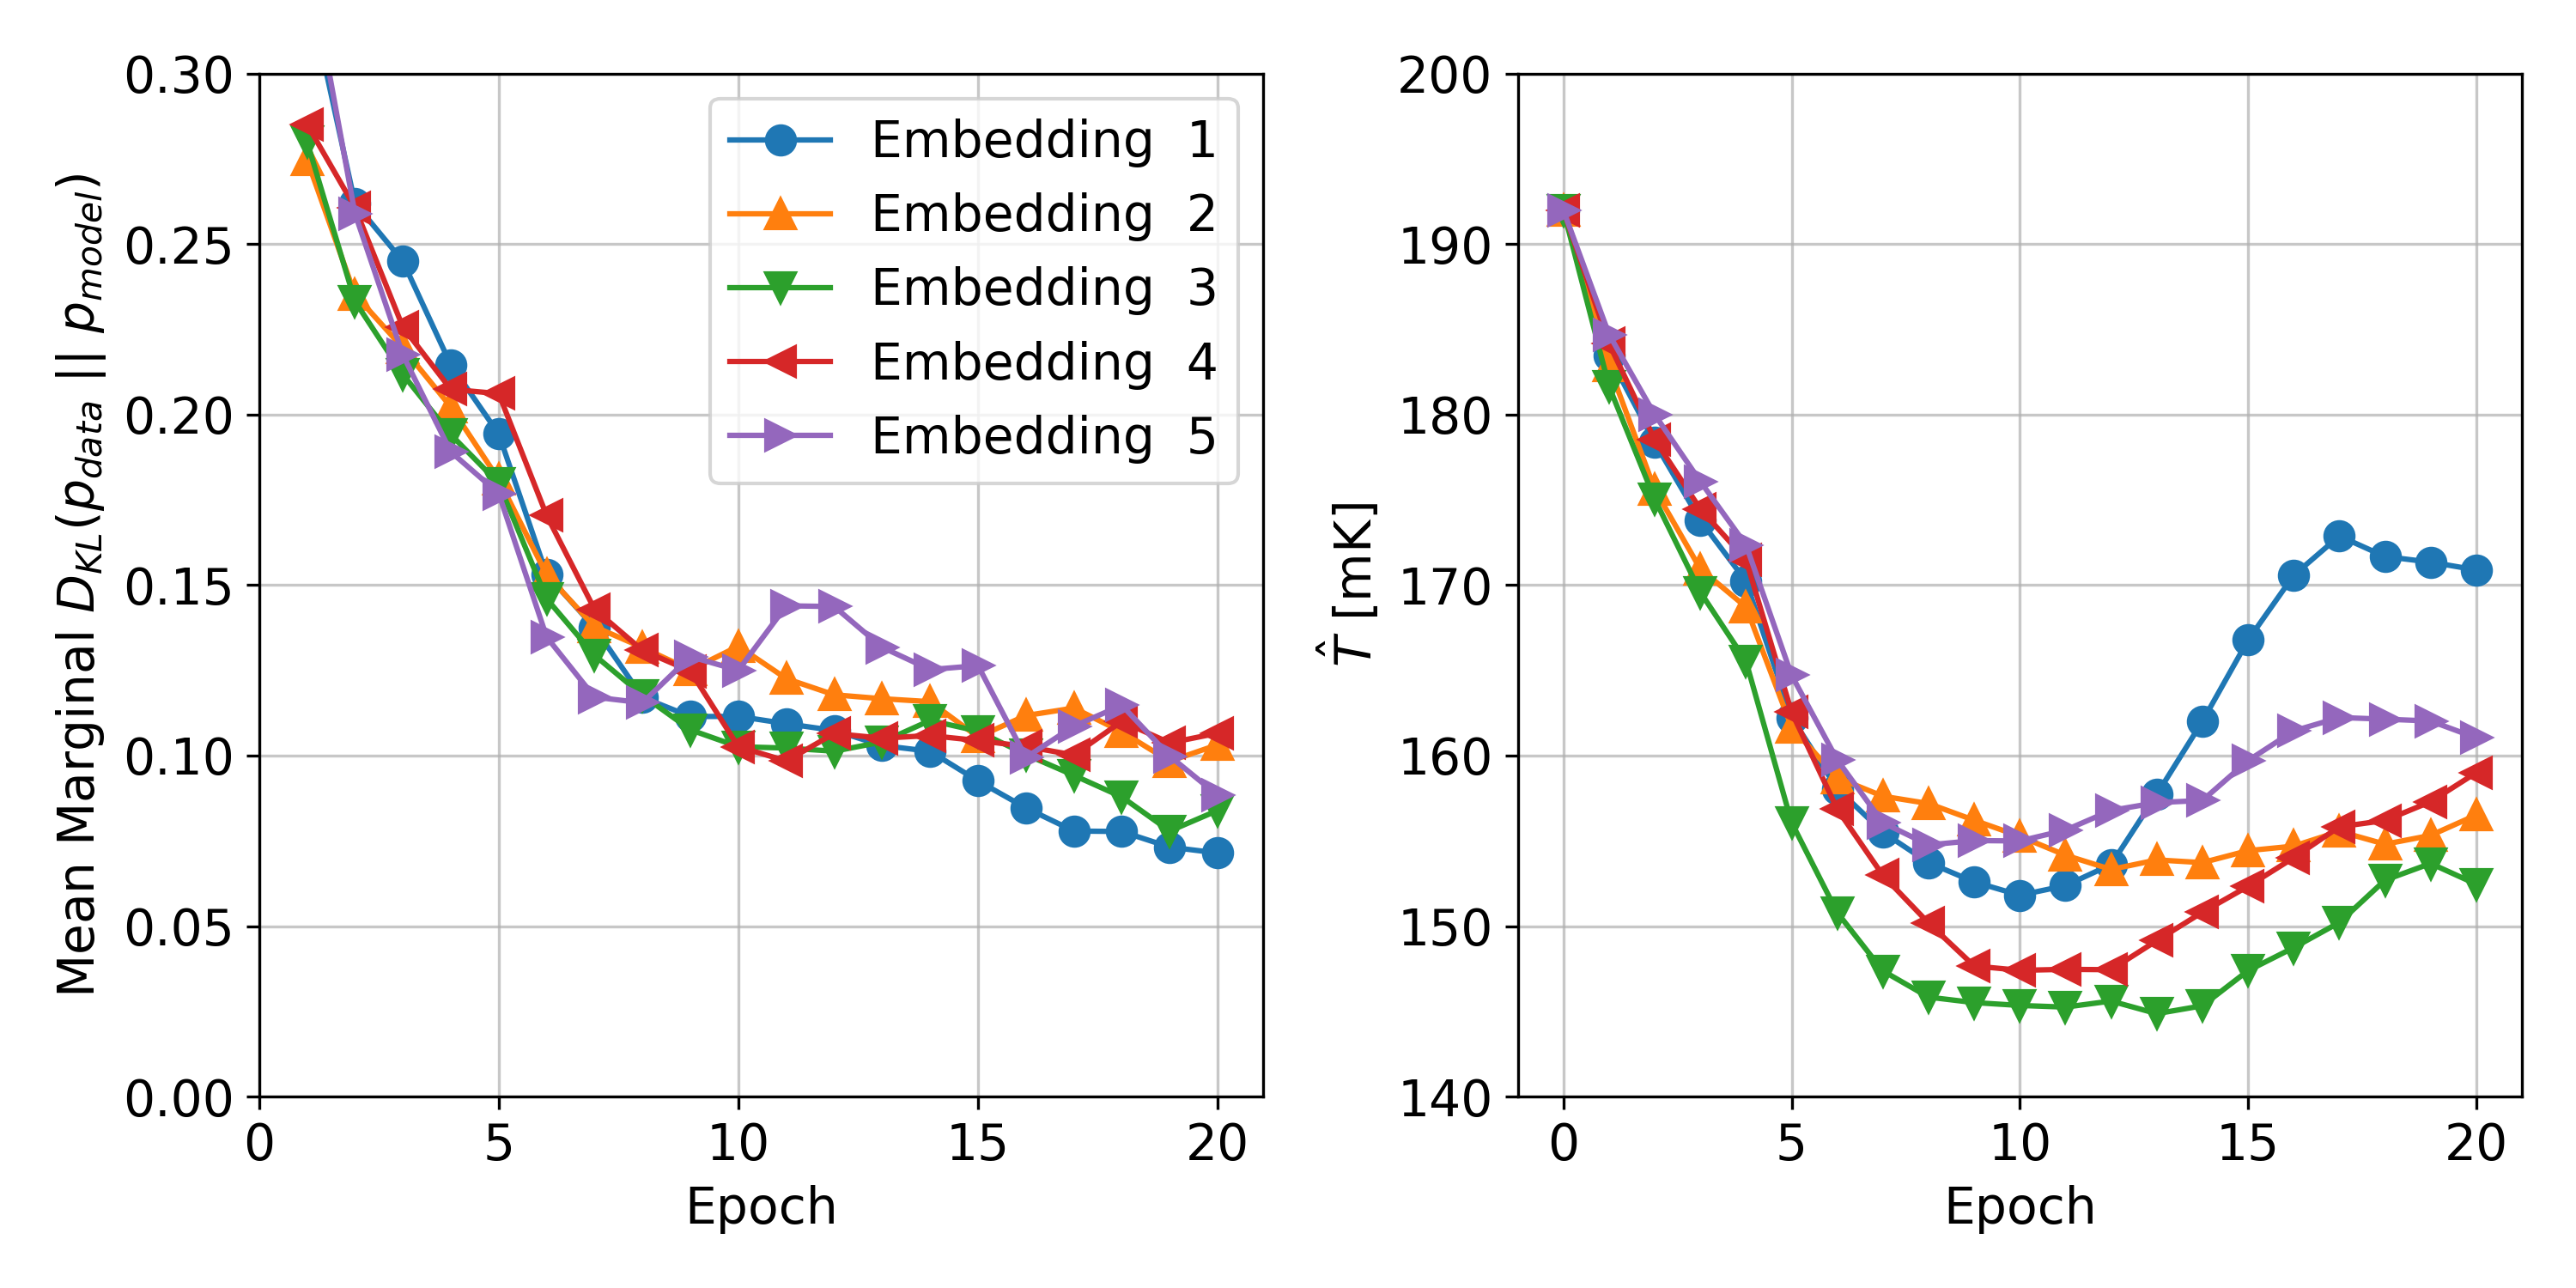 0.30
0.25
0.20
0.15
0.10
0.05
0.00
0 5 10 15 20
Epoch
Mean Marginal D_KL(p_data || p_model)
Embedding 1
Embedding 2
Embedding 3
Embedding 4
Embedding 5
200
190
180
170
160
150
140
0 5 10 15 20
Epoch
T̂ [mK]